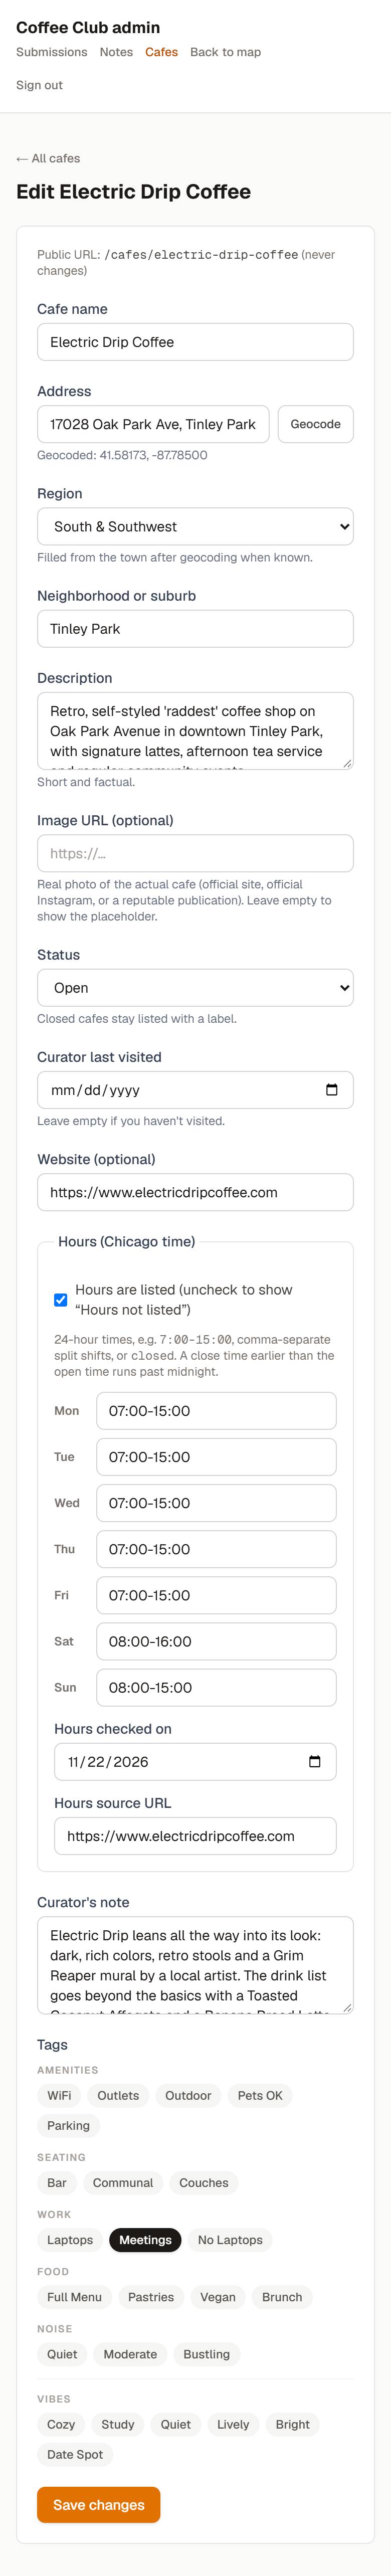 Coffee Club admin
Submissions Notes Cafes Back to map
Sign out
← All cafes
Edit Electric Drip Coffee
Public URL: /cafes/electric-drip-coffee (never
changes)
Cafe name
Electric Drip Coffee
Address
17028 Oak Park Ave, Tinley Park
Geocode
Geocoded: 41.58173, -87.78500
Region
South & Southwest
Filled from the town after geocoding when known.
Neighborhood or suburb
Tinley Park
Description
Retro, self-styled 'raddest' coffee shop on
Oak Park Avenue in downtown Tinley Park,
with signature lattes, afternoon tea service
and regular community events
Short and factual.
Image URL (optional)
https://...
Real photo of the actual cafe (official site, official
Instagram, or a reputable publication). Leave empty to
show the placeholder.
Status
Open
Closed cafes stay listed with a label.
Curator last visited
mm/dd/yyyy
Leave empty if you haven't visited.
Website (optional)
https://www.electricdripcoffee.com
Hours (Chicago time)
Hours are listed (uncheck to show
“Hours not listed”)
24-hour times, e.g. 7:00-15:00, comma-separate
split shifts, or closed. A close time earlier than the
open time runs past midnight.
Mon 07:00-15:00
Tue 07:00-15:00
Wed 07:00-15:00
Thu 07:00-15:00
Fri 07:00-15:00
Sat 08:00-16:00
Sun 08:00-15:00
Hours checked on
11/22/2026
Hours source URL
https://www.electricdripcoffee.com
Curator's note
Electric Drip leans all the way into its look:
dark, rich colors, retro stools and a Grim
Reaper mural by a local artist. The drink list
goes beyond the basics with a Toasted
Coconut Affogato and a Banana Bread Latte
Tags
AMENITIES
WiFi Outlets Outdoor Pets OK
Parking
SEATING
Bar Communal Couches
WORK
Laptops Meetings No Laptops
FOOD
Full Menu Pastries Vegan Brunch
NOISE
Quiet Moderate Bustling
VIBES
Cozy Study Quiet Lively Bright
Date Spot
Save changes